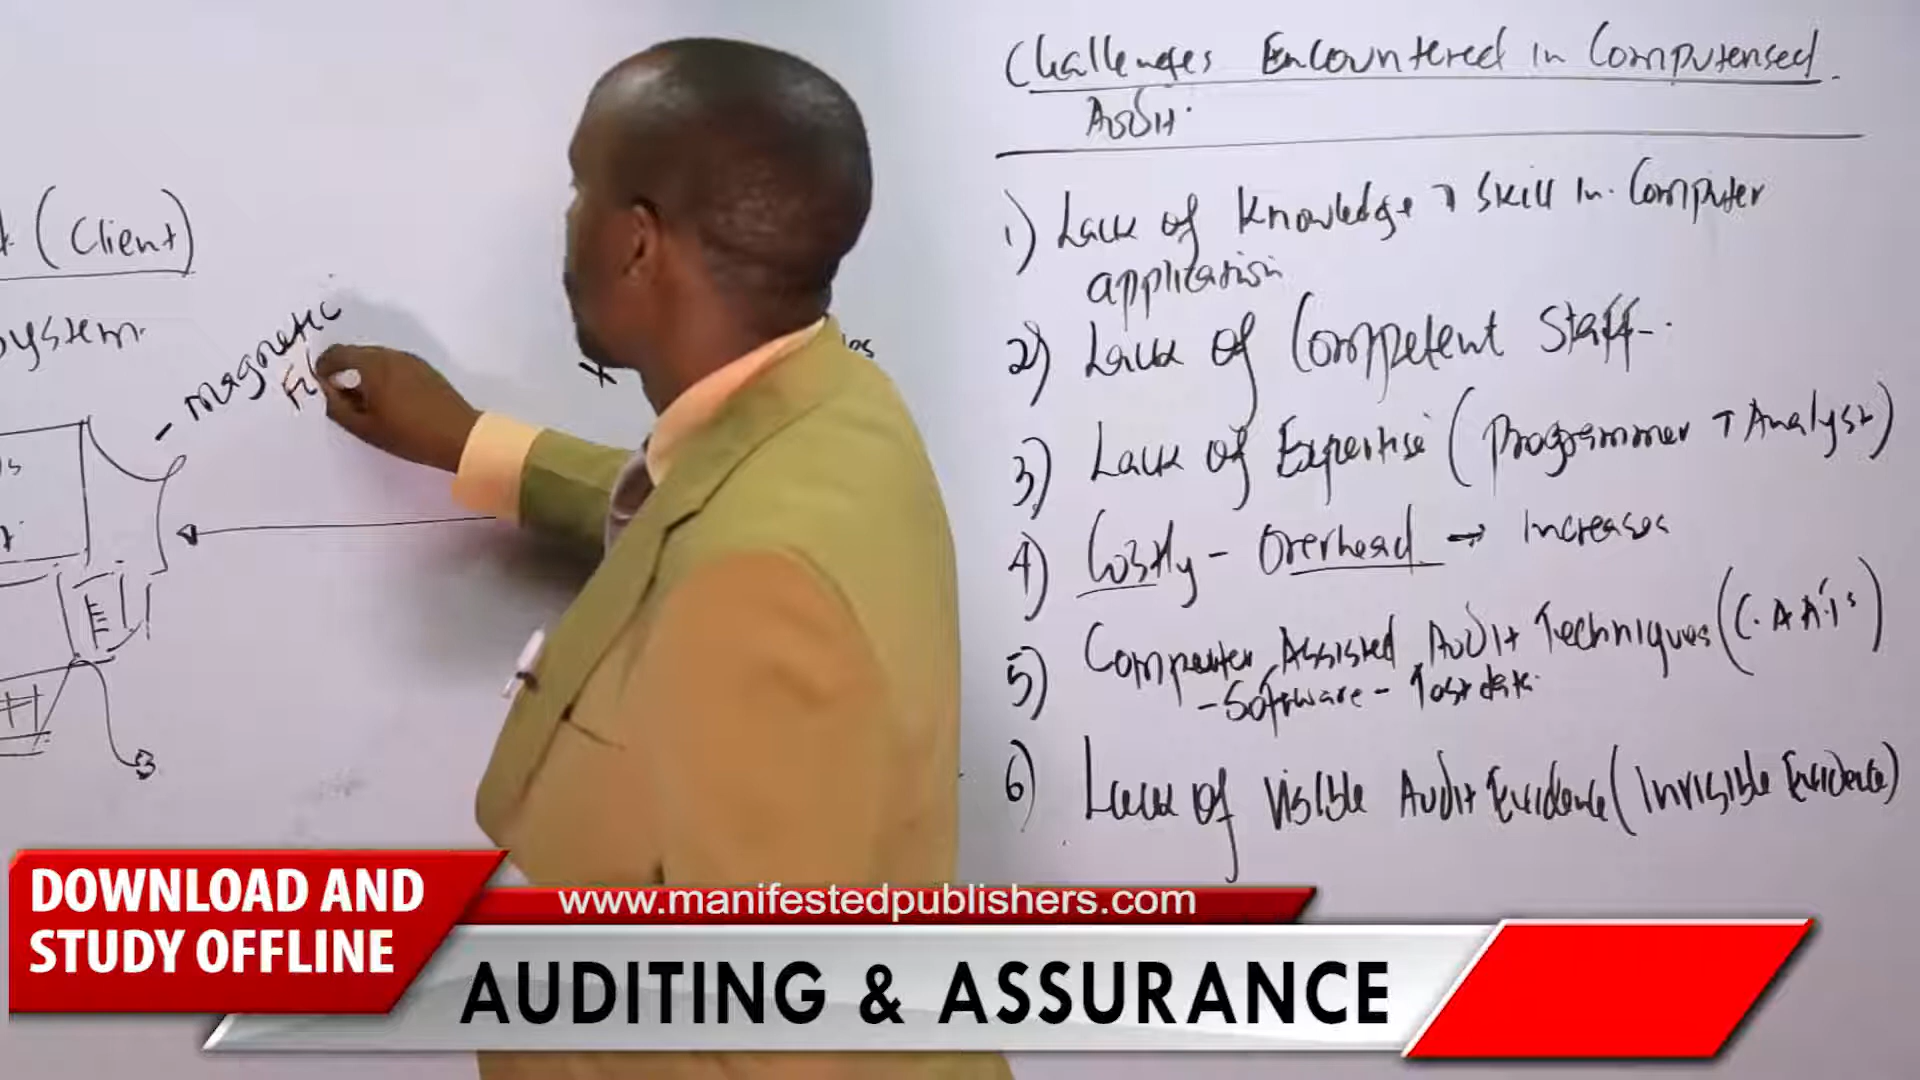 (Client)
System.
- magnetic
Challenges Encountered in Computerised
Audit.
1) Lack of Knowledge & Skill in Computer
application
2) Lack of Competent Staff.
3) Lack of Expertise (Programmer & Analyst)
4) Costly - Overhead → Increases
5) Computer Assisted Audit Techniques (C.A.A.T's)
- Software - Test data.
6) Lack of Visible Audit Evidence (Invisible Evidence)
DOWNLOAD AND
STUDY OFFLINE
www.manifestedpublishers.com
AUDITING & ASSURANCE